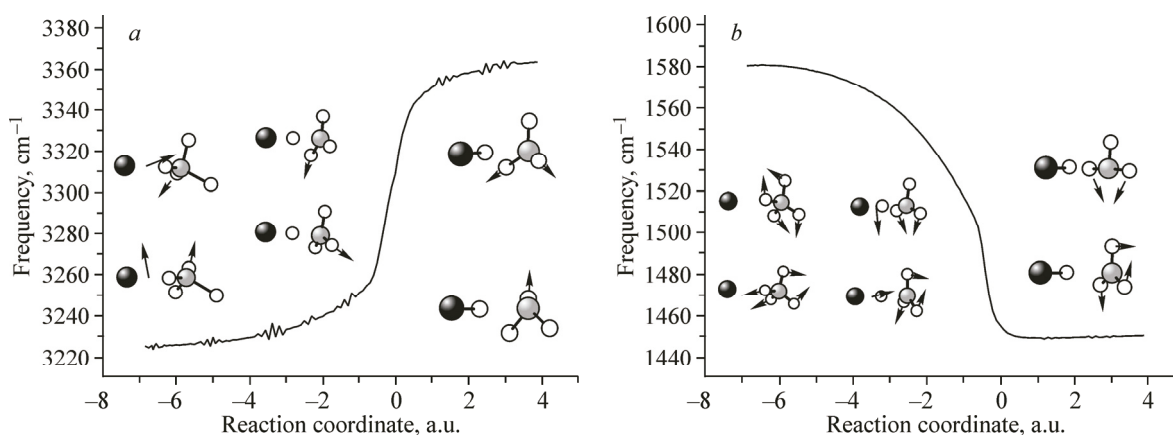 a
Frequency, cm–1
3380
3360
3340
3320
3300
3280
3260
3240
3220
–8 –6 –4 –2 0 2 4
Reaction coordinate, a.u.
b
Frequency, cm–1
1600
1580
1560
1540
1520
1500
1480
1460
1440
–8 –6 –4 –2 0 2 4
Reaction coordinate, a.u.